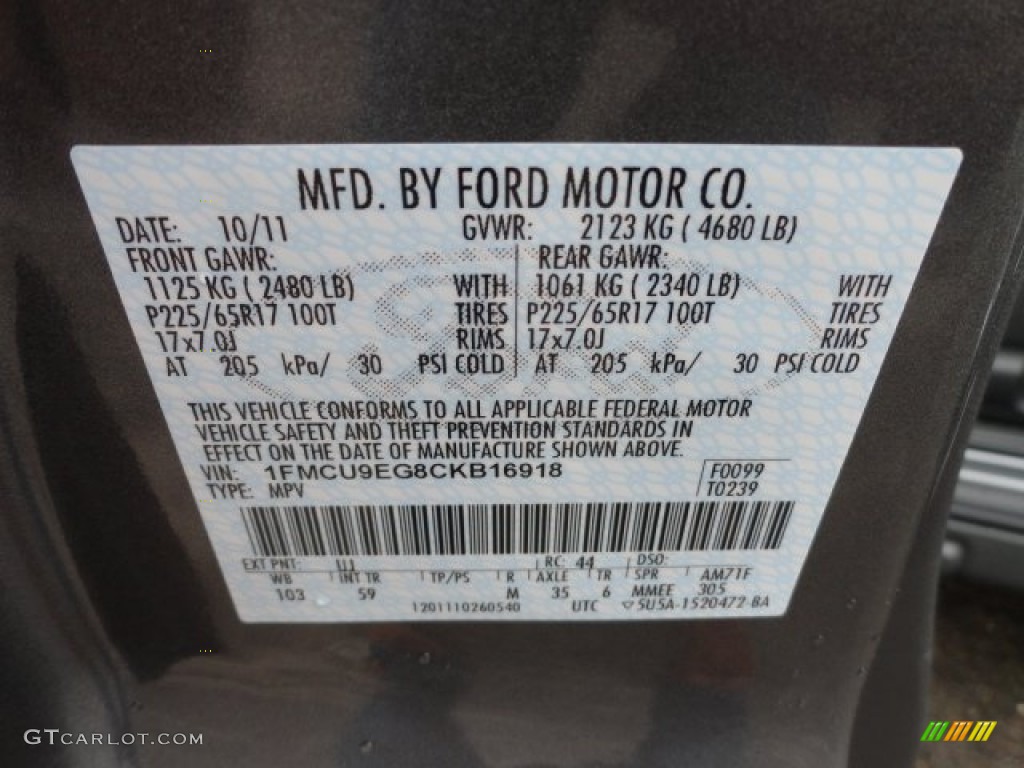 MFD. BY FORD MOTOR CO.
DATE: 10/11 GVWR: 2123 KG ( 4680 LB)
FRONT GAWR: REAR GAWR:
1125 KG ( 2480 LB) WITH 1061 KG ( 2340 LB) WITH
P225/65R17 100T TIRES P225/65R17 100T TIRES
17x7.0J RIMS 17x7.0J RIMS
AT 205 kPa/ 30 PSI COLD AT 205 kPa/ 30 PSI COLD
THIS VEHICLE CONFORMS TO ALL APPLICABLE FEDERAL MOTOR
VEHICLE SAFETY AND THEFT PREVENTION STANDARDS IN
EFFECT ON THE DATE OF MANUFACTURE SHOWN ABOVE.
VIN: 1FMCU9EG8CKB16918 F0099
TYPE: MPV T0239
EXT PNT: UJ RC: 44 DSO:
WB INT TR TP/PS R AXLE TR SPR AM71F
103 59 M 35 6 MMEE 305
1201110260540 UTC ▽5U5A-1520472-BA
GTCARLOT.COM